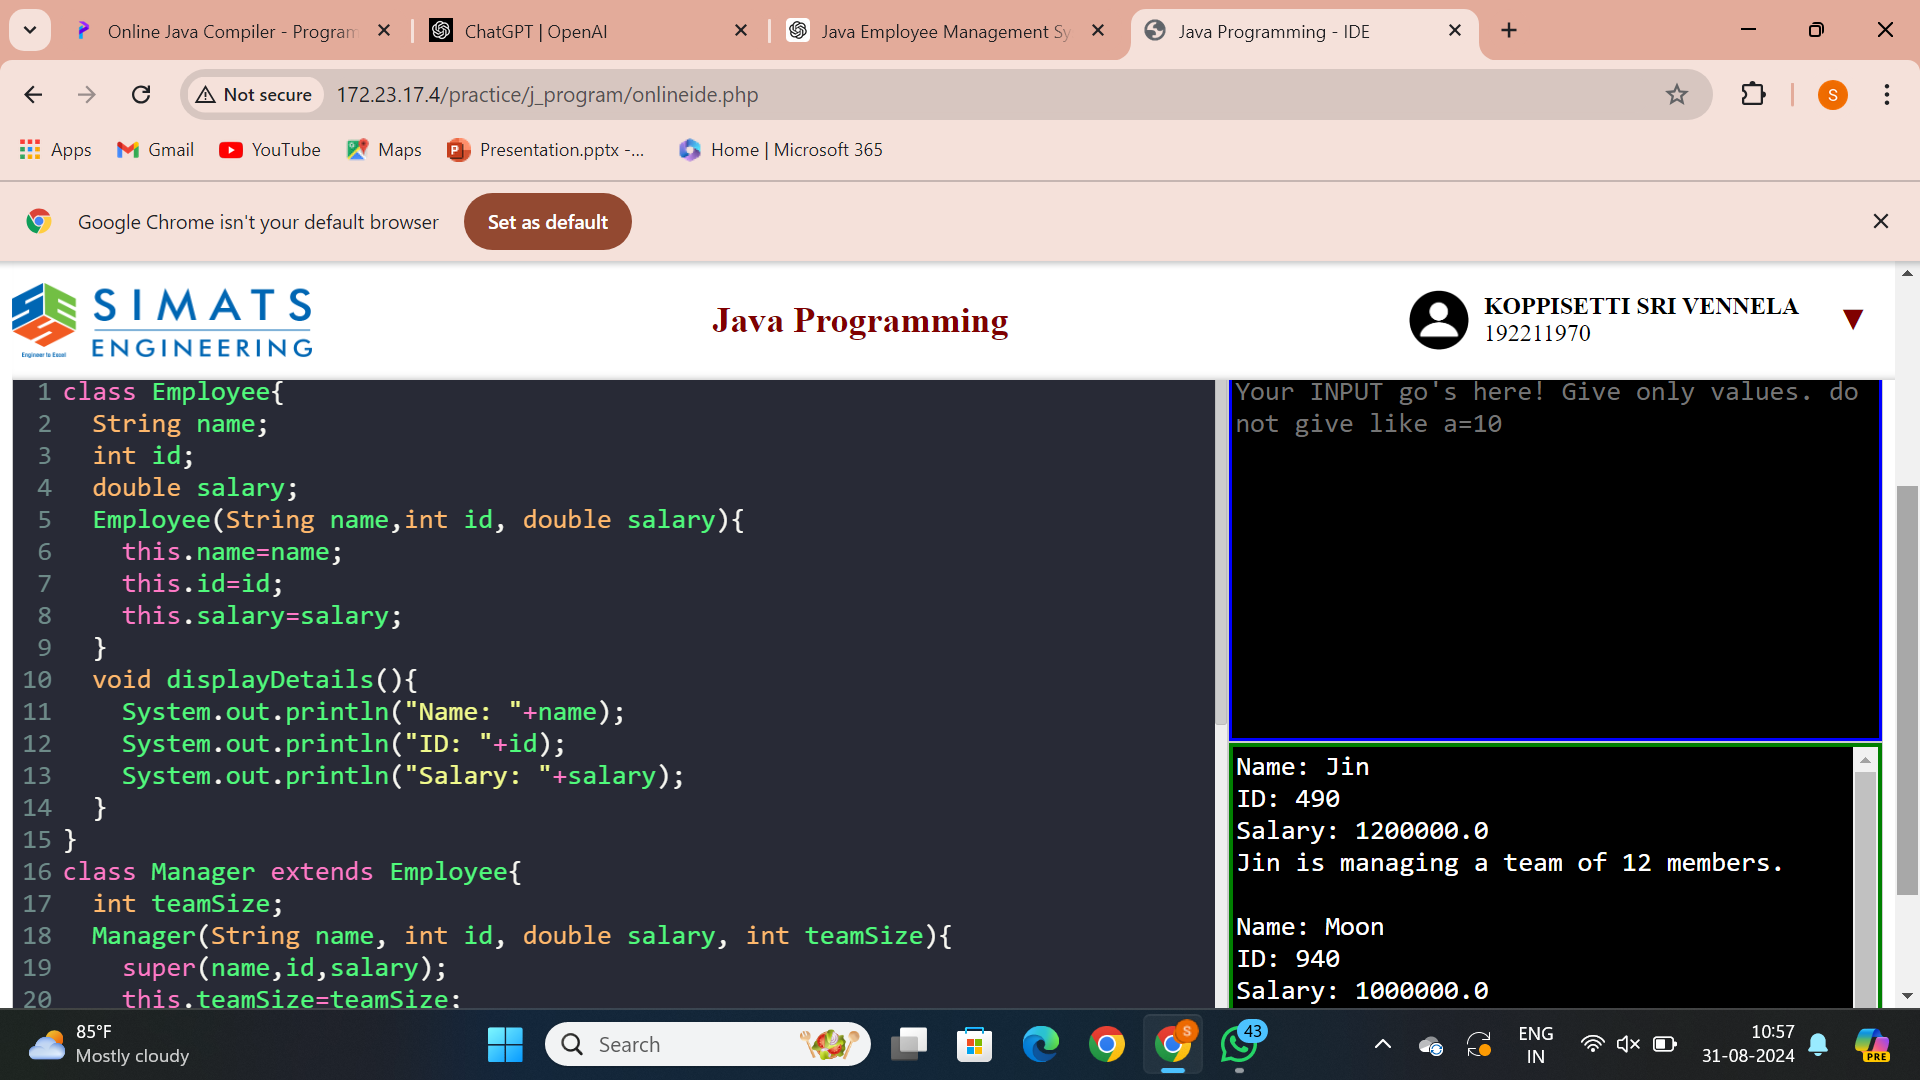 Online Java Compiler - Program
ChatGPT | OpenAI
Java Employee Management Sy
Java Programming - IDE
Not secure
172.23.17.4/practice/j_program/onlineide.php
S
Apps
Gmail
YouTube
Maps
Presentation.pptx -...
Home | Microsoft 365
Google Chrome isn't your default browser
Set as default
SIMATS
ENGINEERING
Engineer to Excel
Java Programming
KOPPISETTI SRI VENNELA
192211970
1 class Employee{
2 String name;
3 int id;
4 double salary;
5 Employee(String name,int id, double salary){
6 this.name=name;
7 this.id=id;
8 this.salary=salary;
9 }
10 void displayDetails(){
11 System.out.println("Name: "+name);
12 System.out.println("ID: "+id);
13 System.out.println("Salary: "+salary);
14 }
15 }
16 class Manager extends Employee{
17 int teamSize;
18 Manager(String name, int id, double salary, int teamSize){
19 super(name,id,salary);
20 this.teamSize=teamSize;
Your INPUT go's here! Give only values. do
not give like a=10
Name: Jin
ID: 490
Salary: 1200000.0
Jin is managing a team of 12 members.
Name: Moon
ID: 940
Salary: 1000000.0
85°F
Mostly cloudy
Search
S
43
ENG
IN
10:57
31-08-2024
PRE